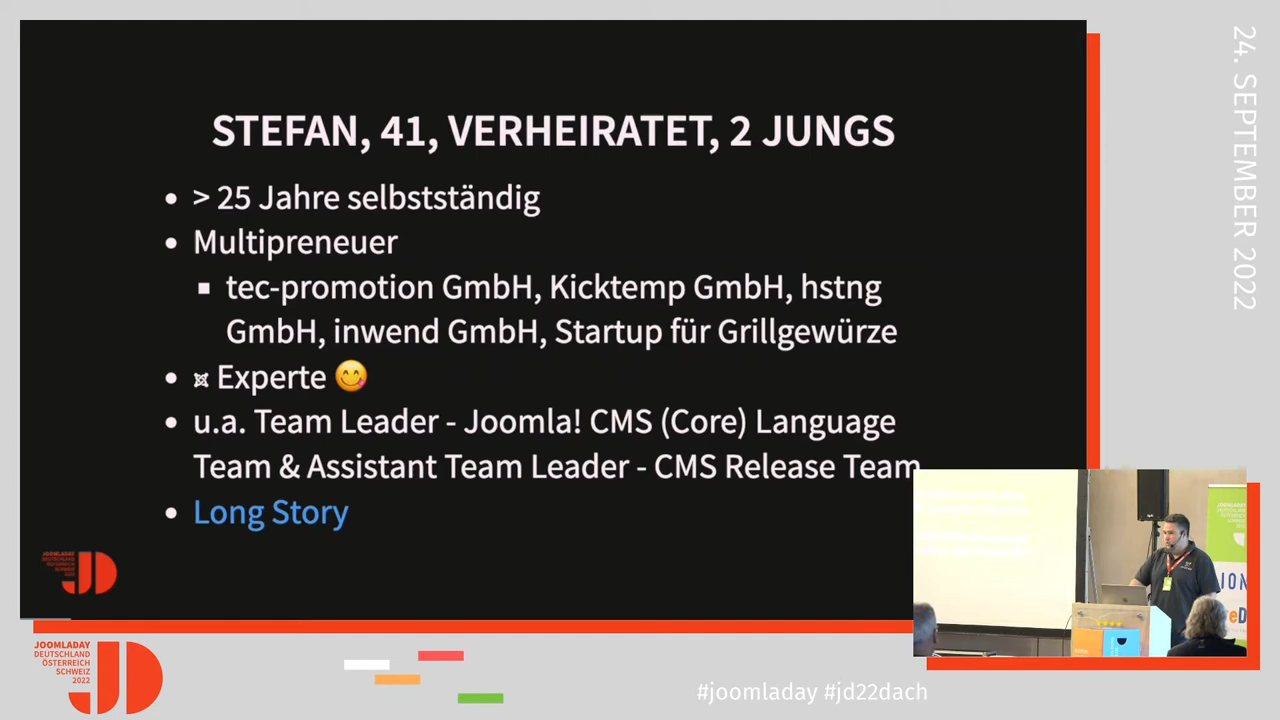 STEFAN, 41, VERHEIRATET, 2 JUNGS
> 25 Jahre selbstständig
Multipreneuer
tec-promotion GmbH, Kicktemp GmbH, hstng
GmbH, inwend GmbH, Startup für Grillgewürze
Experte 😋
u.a. Team Leader - Joomla! CMS (Core) Language
Team & Assistant Team Leader - CMS Release Team
Long Story
24. SEPTEMBER 2022
JOOMLADAY
DEUTSCHLAND
ÖSTERREICH
SCHWEIZ
2022
JD
#joomladay #jd22dach